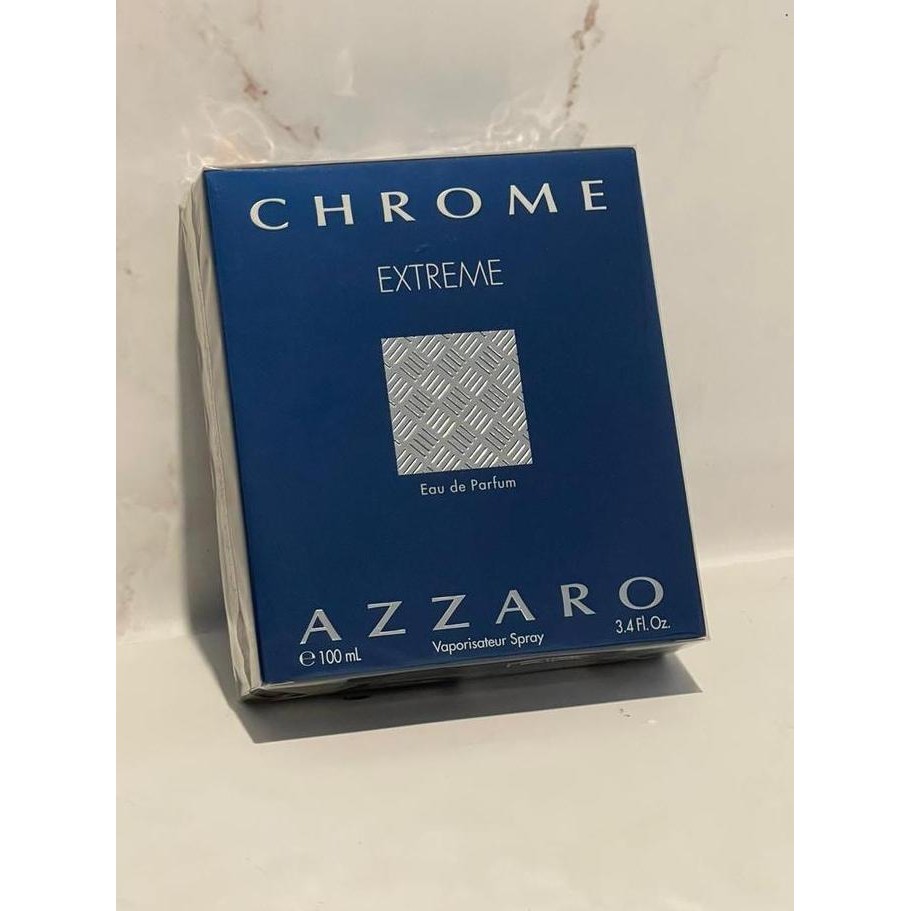 CHROME
EXTREME
Eau de Parfum
AZZARO
℮ 100 mL Vaporisateur Spray 3.4 Fl. Oz.